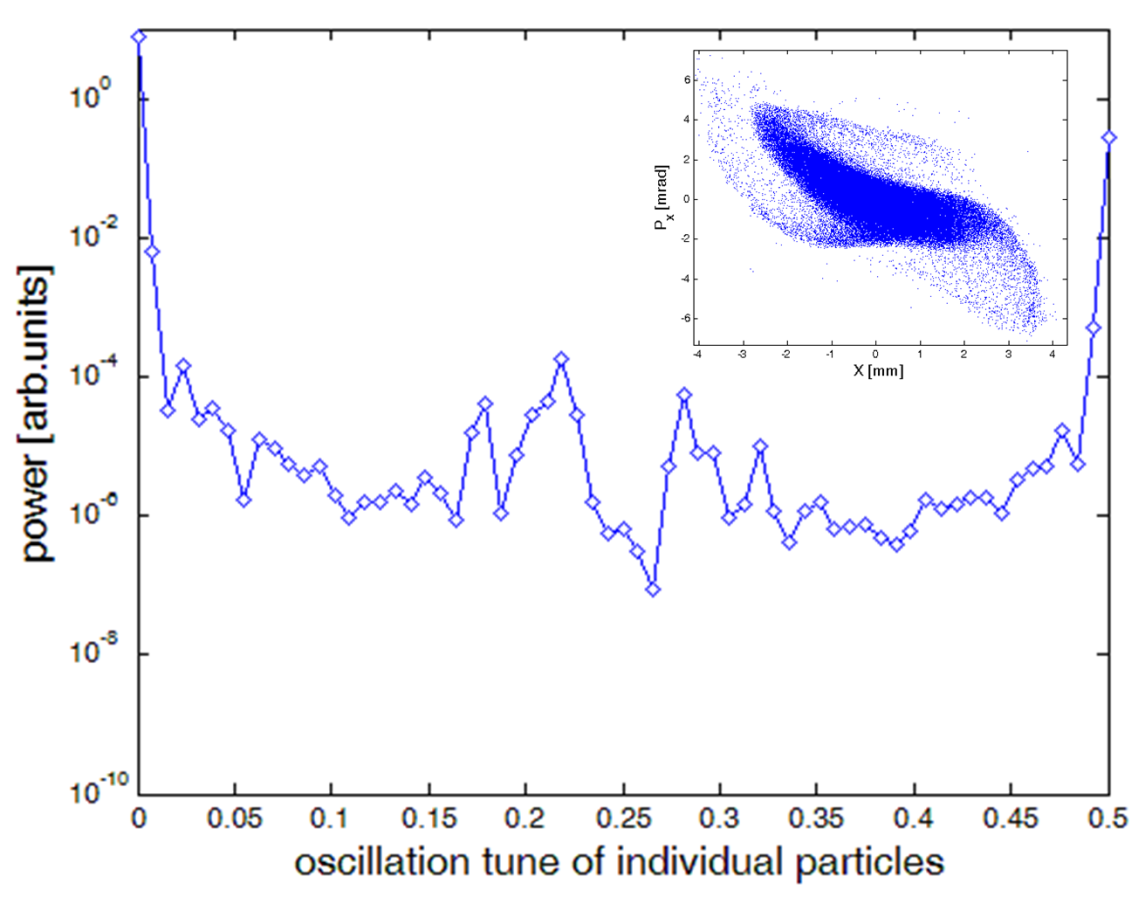 power [arb.units]
10^0
10^-2
10^-4
10^-6
10^-8
10^-10
0 0.05 0.1 0.15 0.2 0.25 0.3 0.35 0.4 0.45 0.5
oscillation tune of individual particles
P_x [mrad]
6
4
2
0
-2
-4
-6
-4 -3 -2 -1 0 1 2 3 4
X [mm]